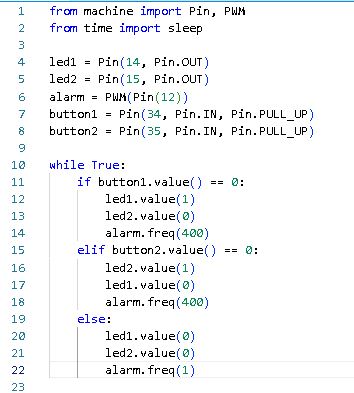 1 from machine import Pin, PWM
2 from time import sleep
3
4 led1 = Pin(14, Pin.OUT)
5 led2 = Pin(15, Pin.OUT)
6 alarm = PWM(Pin(12))
7 button1 = Pin(34, Pin.IN, Pin.PULL_UP)
8 button2 = Pin(35, Pin.IN, Pin.PULL_UP)
9
10 while True:
11     if button1.value() == 0:
12         led1.value(1)
13         led2.value(0)
14         alarm.freq(400)
15     elif button2.value() == 0:
16         led2.value(1)
17         led1.value(0)
18         alarm.freq(400)
19     else:
20         led1.value(0)
21         led2.value(0)
22         alarm.freq(1)
23